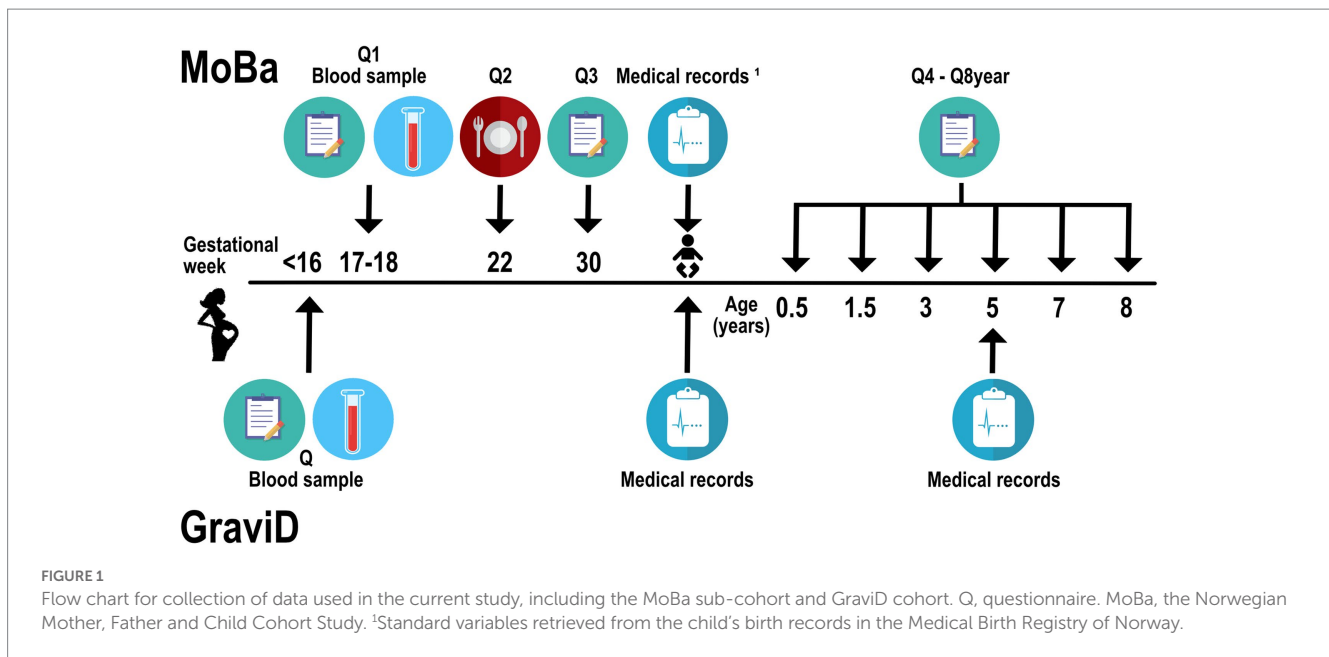 MoBa
Q1
Blood sample
Q2
Q3
Medical records ¹
Q4 - Q8year
Gestational
week
<16 17-18 22 30
Age
(years)
0.5 1.5 3 5 7 8
Q
Blood sample
Medical records
Medical records
GraviD
FIGURE 1
Flow chart for collection of data used in the current study, including the MoBa sub-cohort and GraviD cohort. Q, questionnaire. MoBa, the Norwegian
Mother, Father and Child Cohort Study. ¹Standard variables retrieved from the child's birth records in the Medical Birth Registry of Norway.